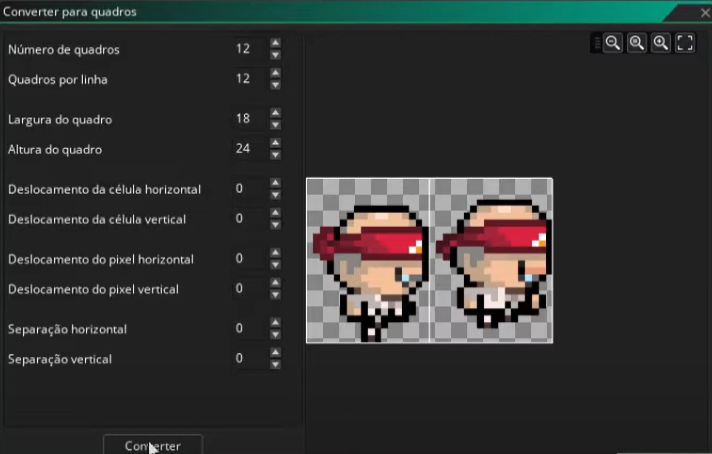 Converter para quadros
Número de quadros 12
Quadros por linha 12
Largura do quadro 18
Altura do quadro 24
Deslocamento da célula horizontal 0
Deslocamento da célula vertical 0
Deslocamento do pixel horizontal 0
Deslocamento do pixel vertical 0
Separação horizontal 0
Separação vertical 0
Converter